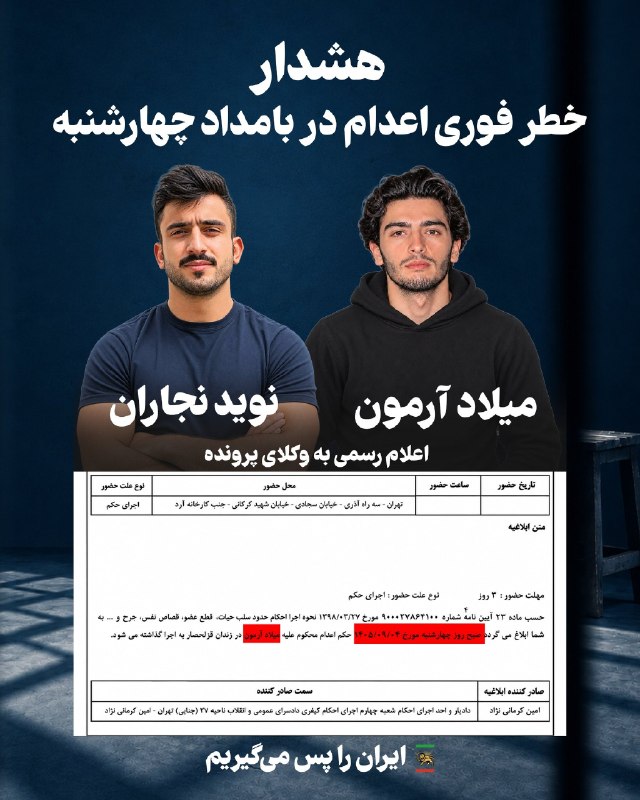 هشدار
خطر فوری اعدام در بامداد چهارشنبه
میلاد آرمون
نوید نجاران
اعلام رسمی به وکلای پرونده
تاریخ حضور ساعت حضور محل حضور نوع علت حضور
تهران - سه راه آذری - خیابان سجادی - خیابان شهید کرکانی - جنب کارخانه آرد اجرای حکم
متن ابلاغیه
مهلت حضور : ۳ روز نوع علت حضور : اجرای حکم
حسب ماده ۲۳ آیین نامه شماره ۹۰۰۰۲۷۸۶۴۱۰۰ مورخ ۱۳۹۸/۰۳/۲۷ نحوه اجرا احکام حدود سلب حیات، قطع عضو، قصاص نفس، جرح و ... به
شما ابلاغ می گردد صبح روز چهارشنبه مورخ ۱۴۰۵/۰۹/۰۴ حکم اعدام محکوم علیه میلاد آرمون در زندان قزلحصار به اجرا گذاشته می شود.
صادر کننده ابلاغیه سمت صادر کننده
امین کرمانی نژاد دادیار و احد اجرای احکام شعبه چهارم اجرای احکام کیفری دادسرای عمومی و انقلاب ناحیه ۲۷ (جنایی) تهران - امین کرمانی نژاد
ایران را پس می‌گیریم